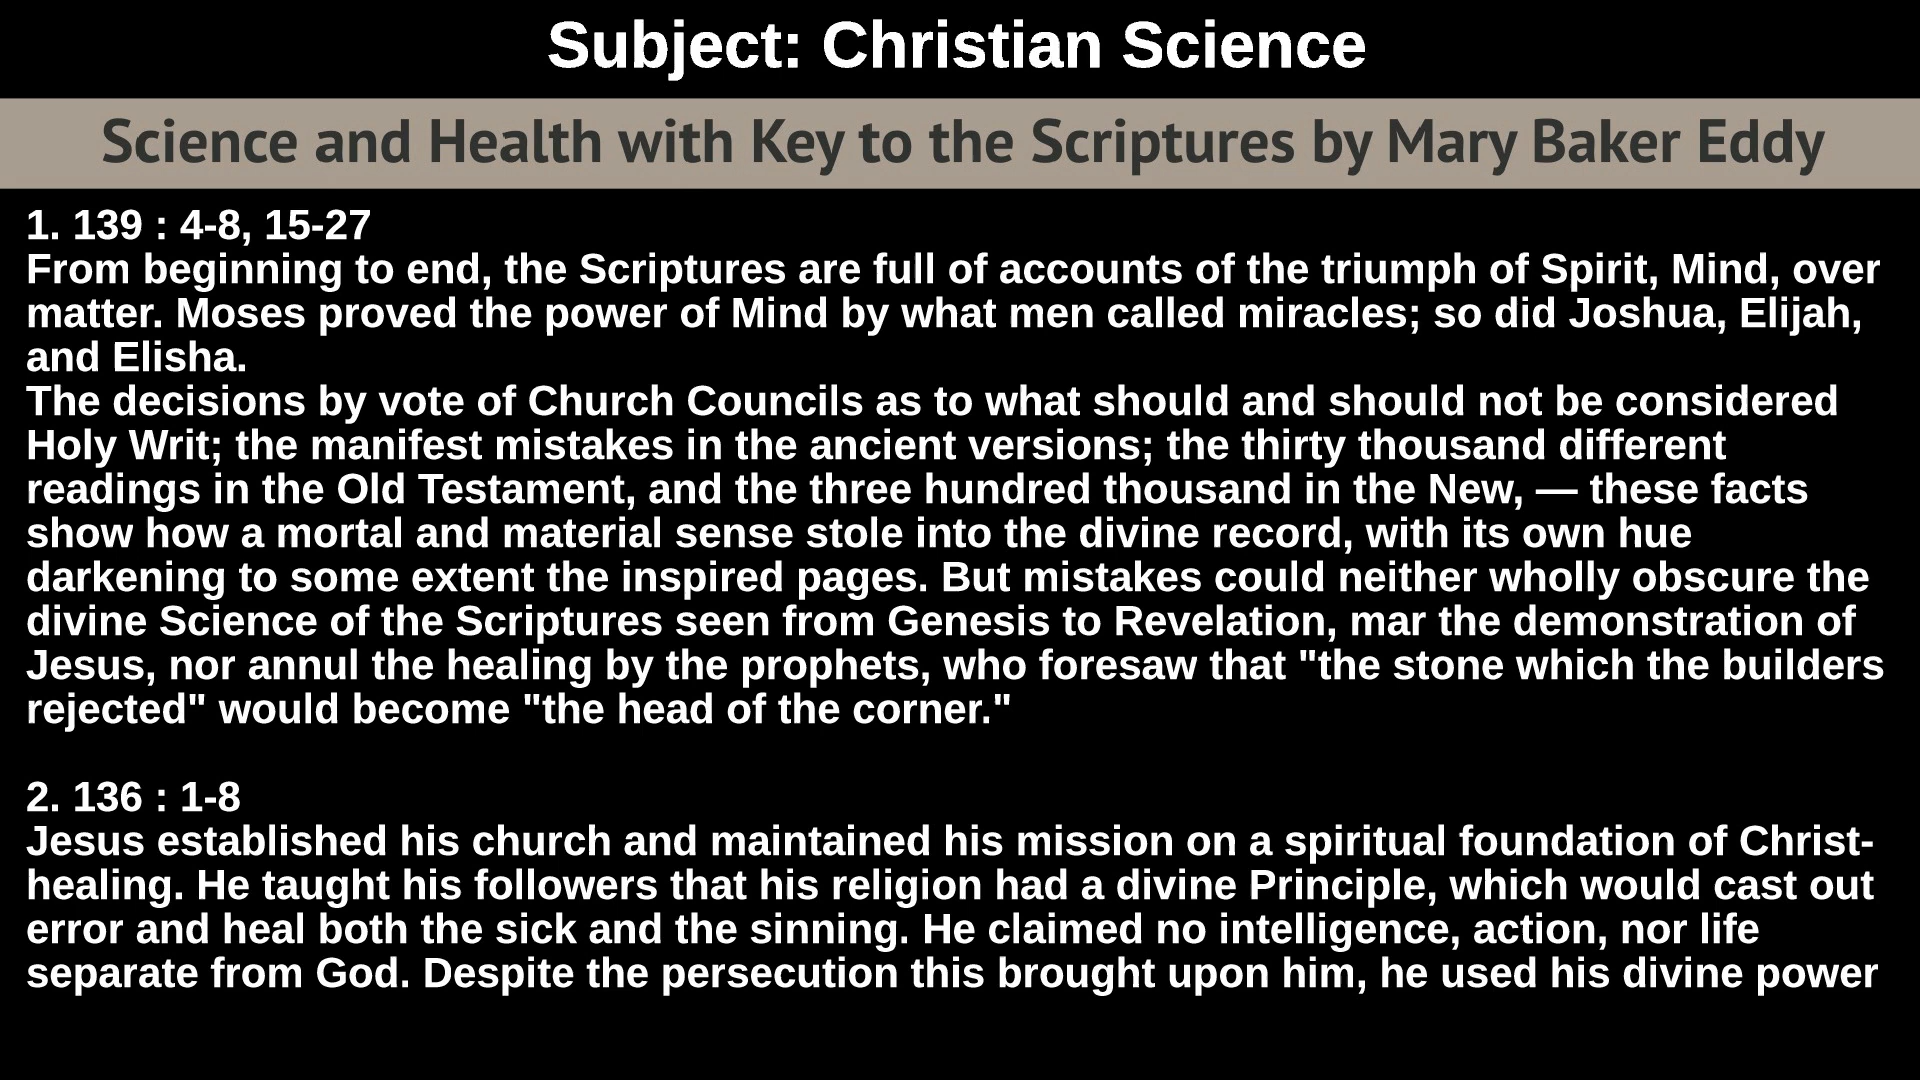 Subject: Christian Science
Science and Health with Key to the Scriptures by Mary Baker Eddy
1. 139 : 4-8, 15-27
From beginning to end, the Scriptures are full of accounts of the triumph of Spirit, Mind, over
matter. Moses proved the power of Mind by what men called miracles; so did Joshua, Elijah,
and Elisha.
The decisions by vote of Church Councils as to what should and should not be considered
Holy Writ; the manifest mistakes in the ancient versions; the thirty thousand different
readings in the Old Testament, and the three hundred thousand in the New, — these facts
show how a mortal and material sense stole into the divine record, with its own hue
darkening to some extent the inspired pages. But mistakes could neither wholly obscure the
divine Science of the Scriptures seen from Genesis to Revelation, mar the demonstration of
Jesus, nor annul the healing by the prophets, who foresaw that "the stone which the builders
rejected" would become "the head of the corner."
2. 136 : 1-8
Jesus established his church and maintained his mission on a spiritual foundation of Christ-
healing. He taught his followers that his religion had a divine Principle, which would cast out
error and heal both the sick and the sinning. He claimed no intelligence, action, nor life
separate from God. Despite the persecution this brought upon him, he used his divine power